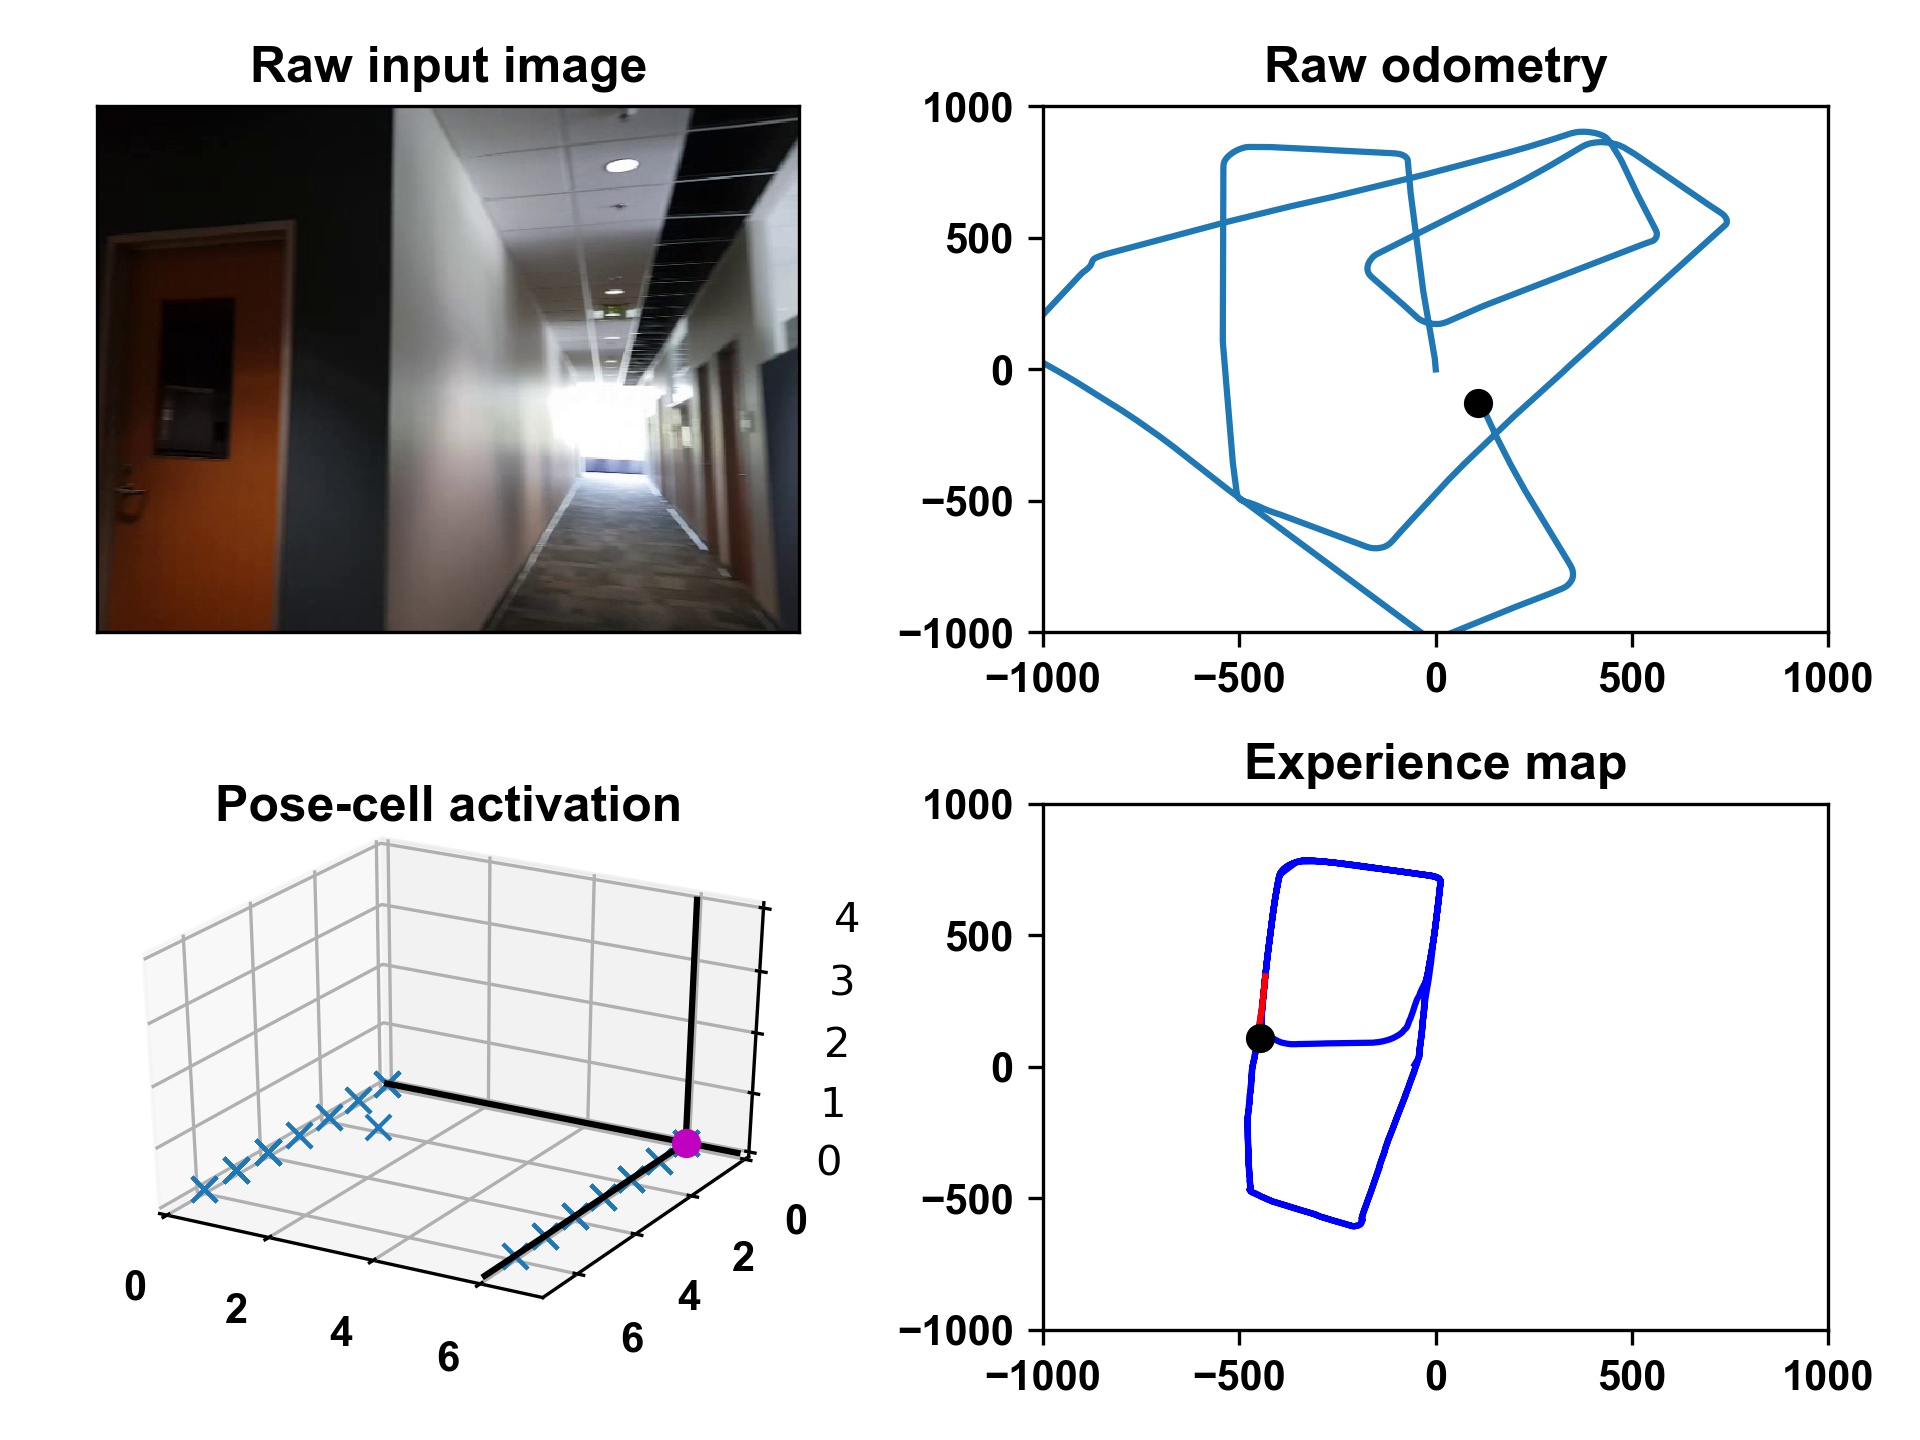 Raw input image
Raw odometry
1000
500
0
−500
−1000
−1000 −500 0 500 1000
Pose-cell activation
4
3
2
1
0
0 2 4 6
0 2 4 6
Experience map
1000
500
0
−500
−1000
−1000 −500 0 500 1000